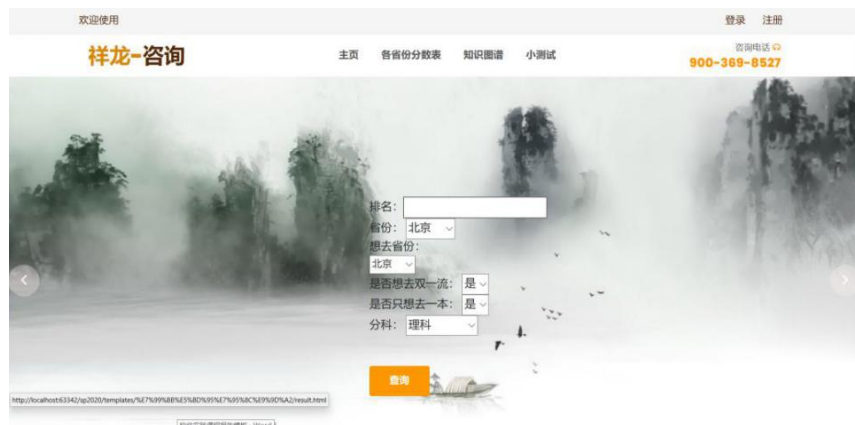 欢迎使用
登录 注册
祥龙-咨询
主页 各省份分数表 知识图谱 小测试
咨询电话
900-369-8527
排名：
省份： 北京
想去省份：
北京
是否想去双一流： 是
是否只想去一本： 是
分科： 理科
查询
http://localhost:63342/sp2020/templates/%E7%99%BB%E5%BD%95%E7%95%8C%E9%9D%A2/result.html